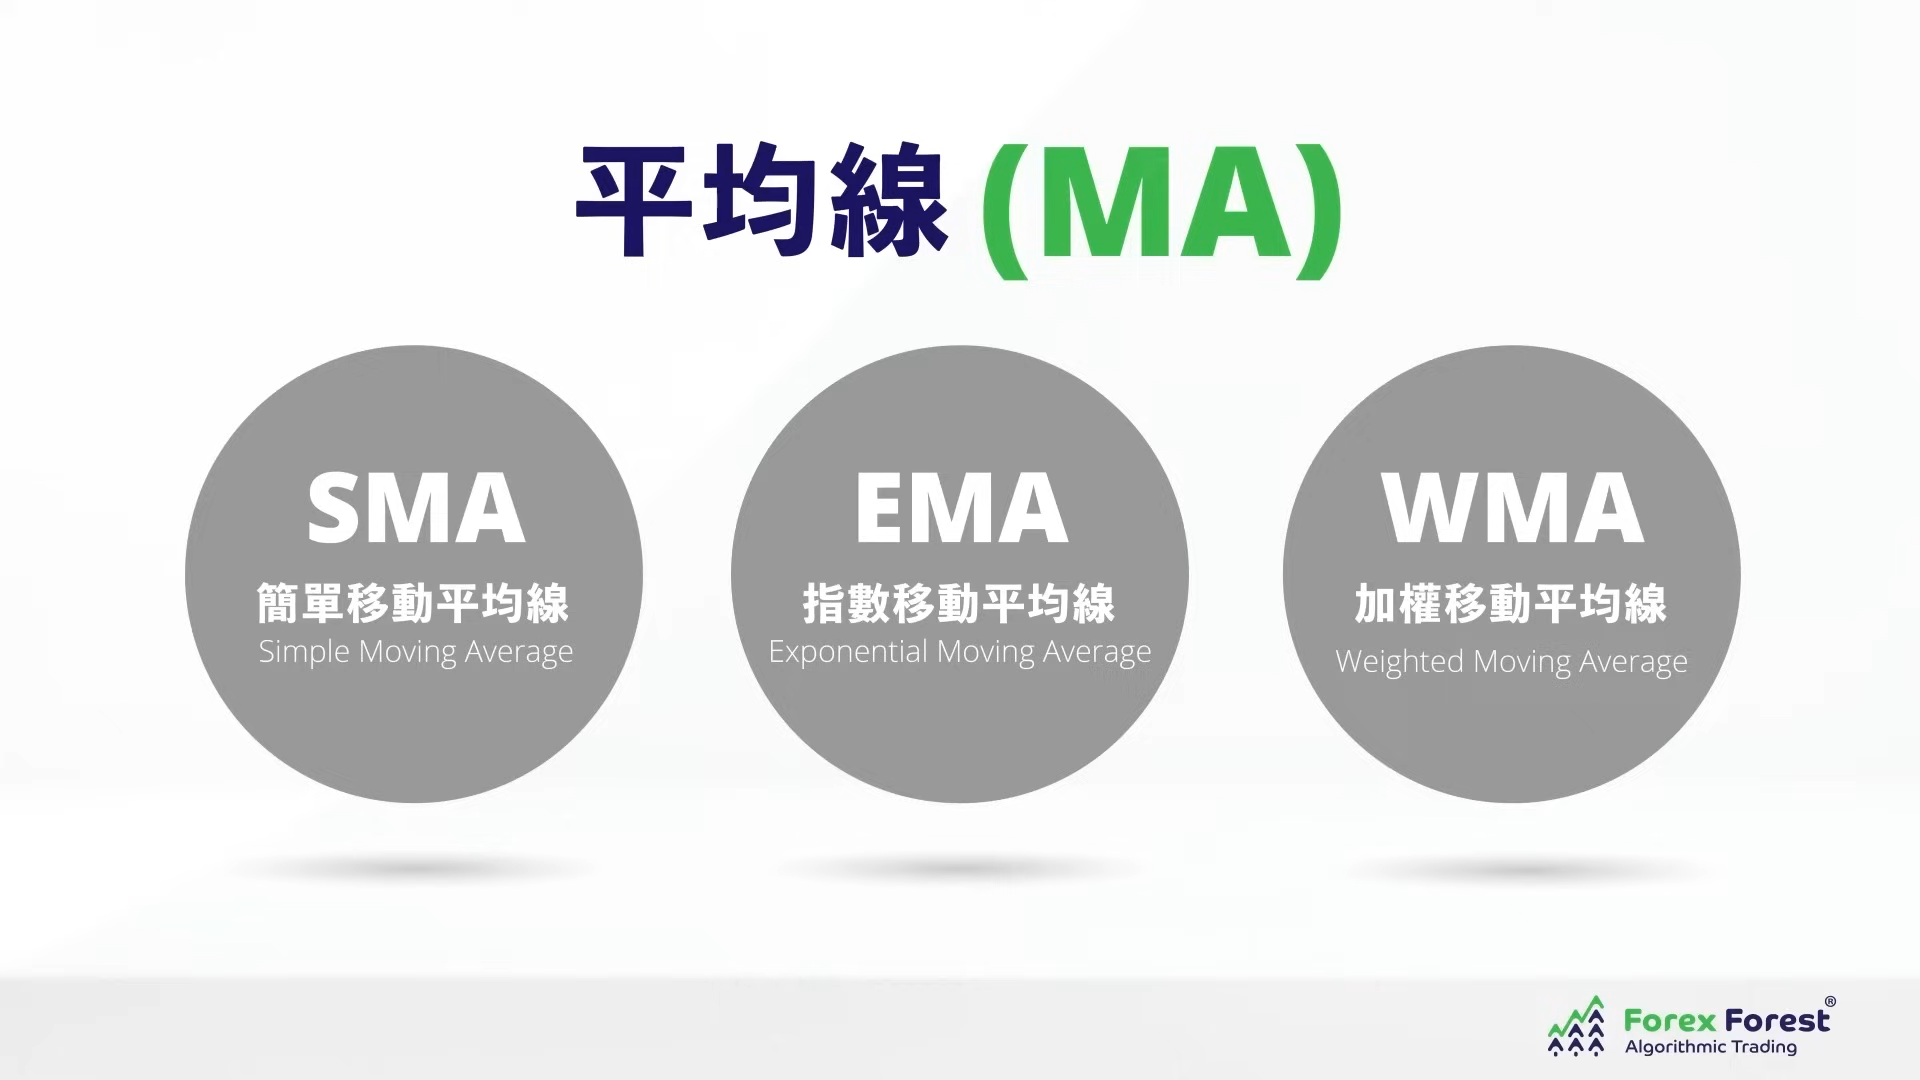 平均線 (MA)
SMA
簡單移動平均線
Simple Moving Average
EMA
指數移動平均線
Exponential Moving Average
WMA
加權移動平均線
Weighted Moving Average
Forex Forest®
Algorithmic Trading